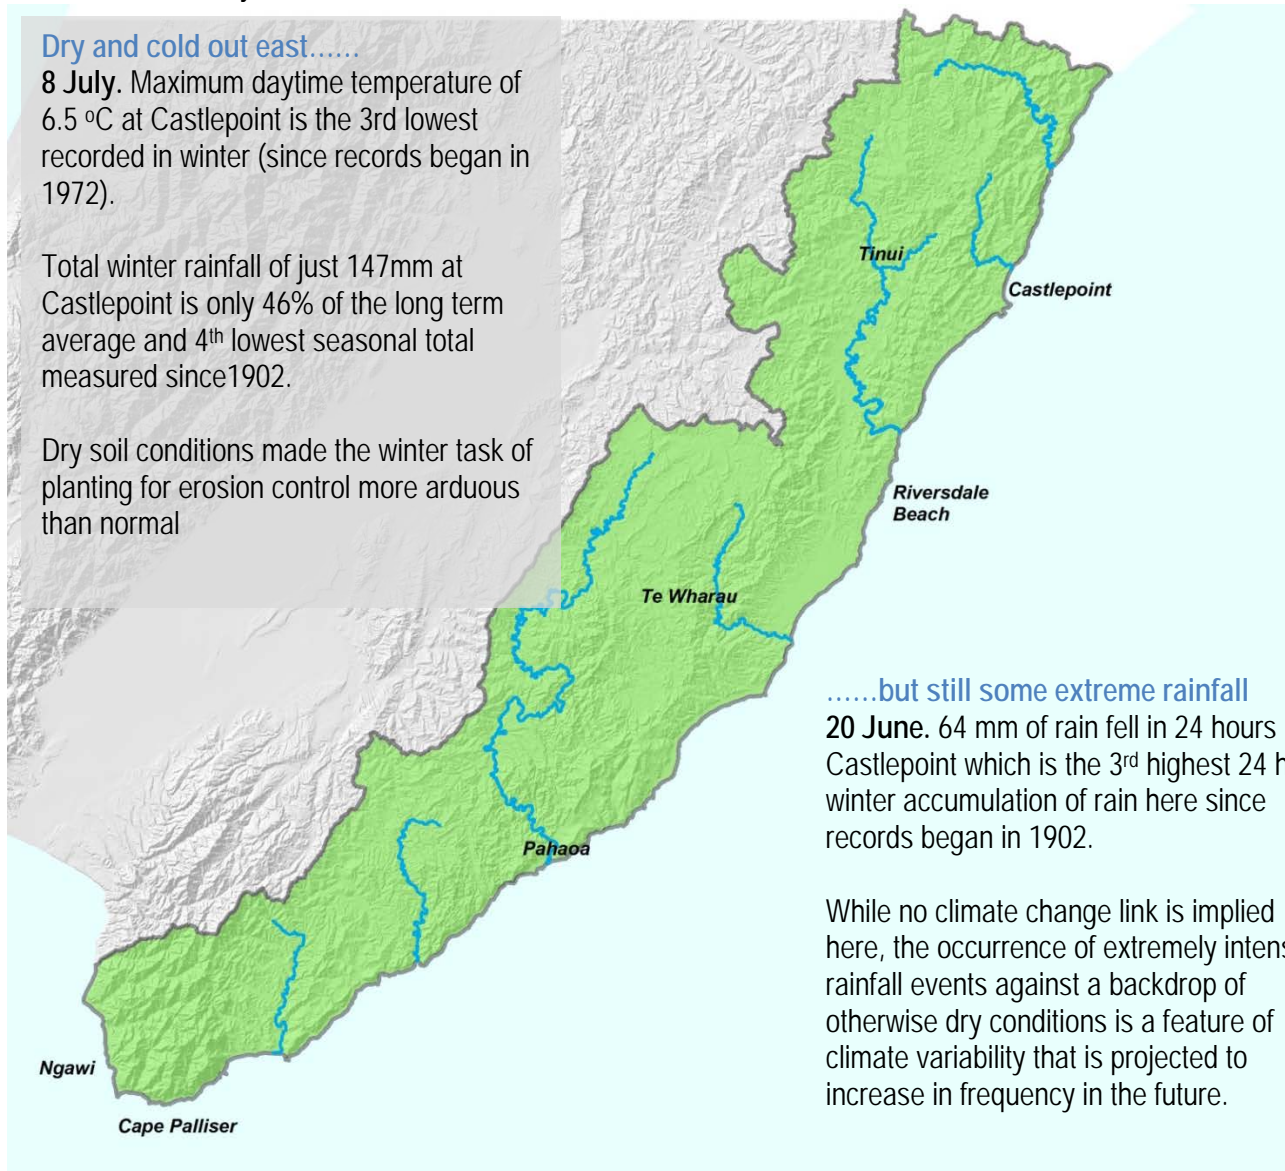 Dry and cold out east......
8 July. Maximum daytime temperature of
6.5 ºC at Castlepoint is the 3rd lowest
recorded in winter (since records began in
1972).
Total winter rainfall of just 147mm at
Castlepoint is only 46% of the long term
average and 4th lowest seasonal total
measured since1902.
Dry soil conditions made the winter task of
planting for erosion control more arduous
than normal
Tinui
Castlepoint
Riversdale
Beach
Te Wharau
Pahaoa
Ngawi
Cape Palliser
......but still some extreme rainfall
20 June. 64 mm of rain fell in 24 hours
Castlepoint which is the 3rd highest 24 h
winter accumulation of rain here since
records began in 1902.
While no climate change link is implied
here, the occurrence of extremely intens
rainfall events against a backdrop of
otherwise dry conditions is a feature of
climate variability that is projected to
increase in frequency in the future.